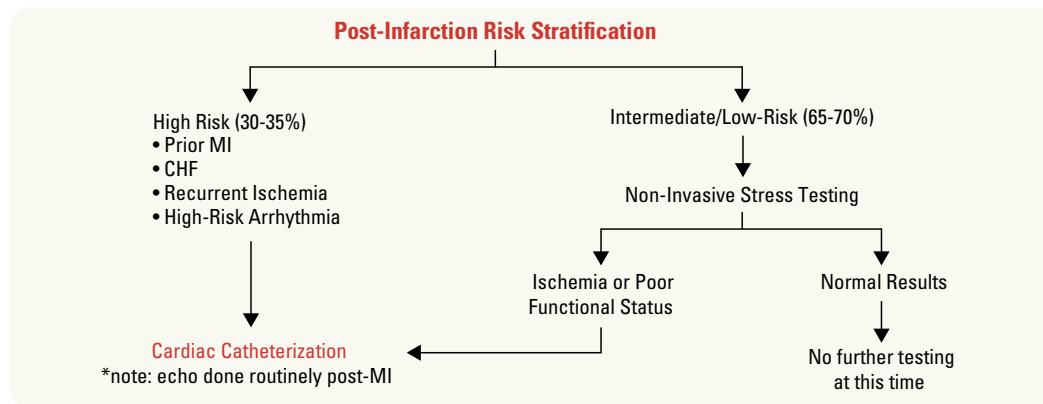 Post-Infarction Risk Stratification
High Risk (30-35%)
• Prior MI
• CHF
• Recurrent Ischemia
• High-Risk Arrhythmia
Intermediate/Low-Risk (65-70%)
Non-Invasive Stress Testing
Ischemia or Poor
Functional Status
Normal Results
Cardiac Catheterization
*note: echo done routinely post-MI
No further testing
at this time